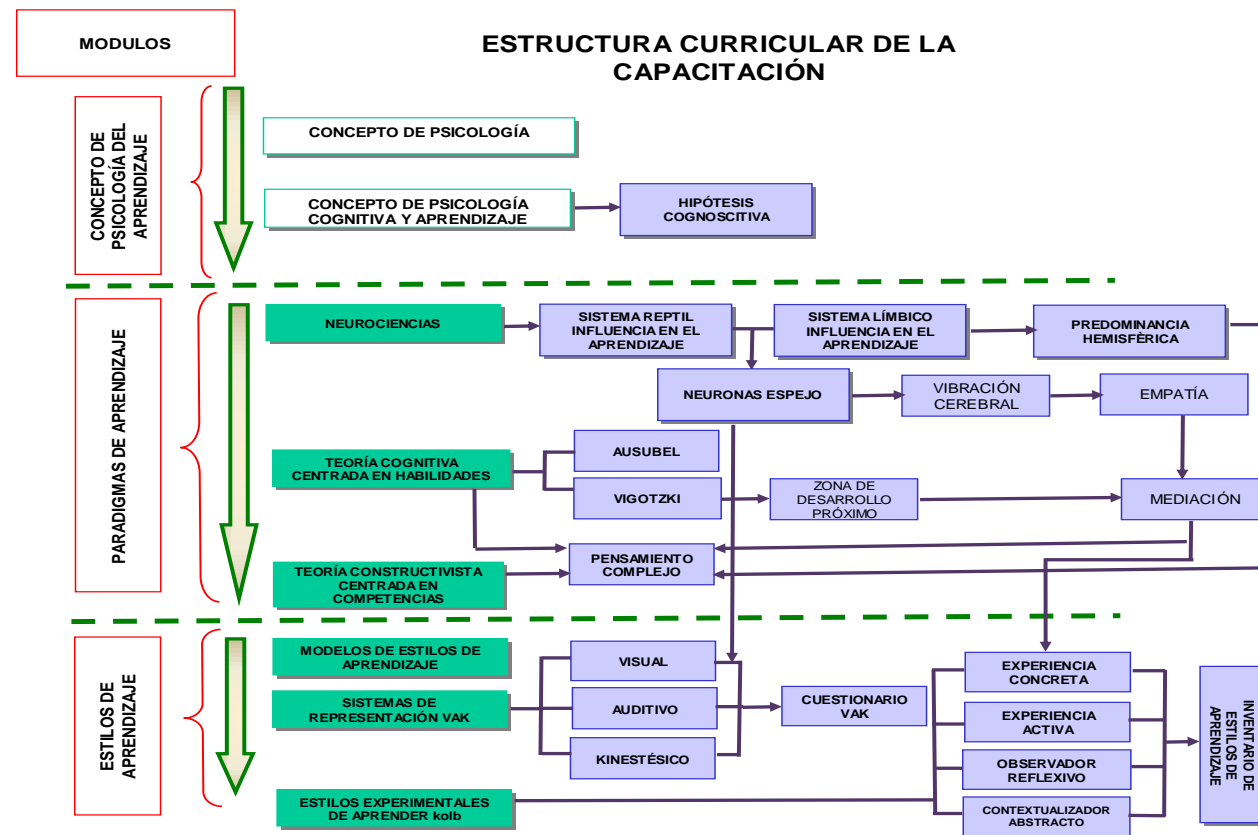 MODULOS
ESTRUCTURA CURRICULAR DE LA
CAPACITACIÓN
CONCEPTO DE
PSICOLOGÍA DEL
APRENDIZAJE
CONCEPTO DE PSICOLOGÍA
CONCEPTO DE PSICOLOGÍA
COGNITIVA Y APRENDIZAJE
HIPÓTESIS
COGNOSCITIVA
PARADIGMAS DE APRENDIZAJE
NEUROCIENCIAS
SISTEMA REPTIL
INFLUENCIA EN EL
APRENDIZAJE
SISTEMA LÍMBICO
INFLUENCIA EN EL
APRENDIZAJE
PREDOMINANCIA
HEMISFÈRICA
NEURONAS ESPEJO
VIBRACIÓN
CEREBRAL
EMPATÍA
TEORÍA COGNITIVA
CENTRADA EN HABILIDADES
AUSUBEL
VIGOTZKI
ZONA DE
DESARROLLO
PRÓXIMO
MEDIACIÓN
PENSAMIENTO
COMPLEJO
TEORÍA CONSTRUCTIVISTA
CENTRADA EN
COMPETENCIAS
ESTILOS DE
APRENDIZAJE
MODELOS DE ESTILOS DE
APRENDIZAJE
SISTEMAS DE
REPRESENTACIÓN VAK
VISUAL
AUDITIVO
KINESTÉSICO
CUESTIONARIO
VAK
ESTILOS EXPERIMENTALES
DE APRENDER kolb
EXPERIENCIA
CONCRETA
EXPERIENCIA
ACTIVA
OBSERVADOR
REFLEXIVO
CONTEXTUALIZADOR
ABSTRACTO
INVENTARIO DE
ESTILOS DE
APRENDIZAJE